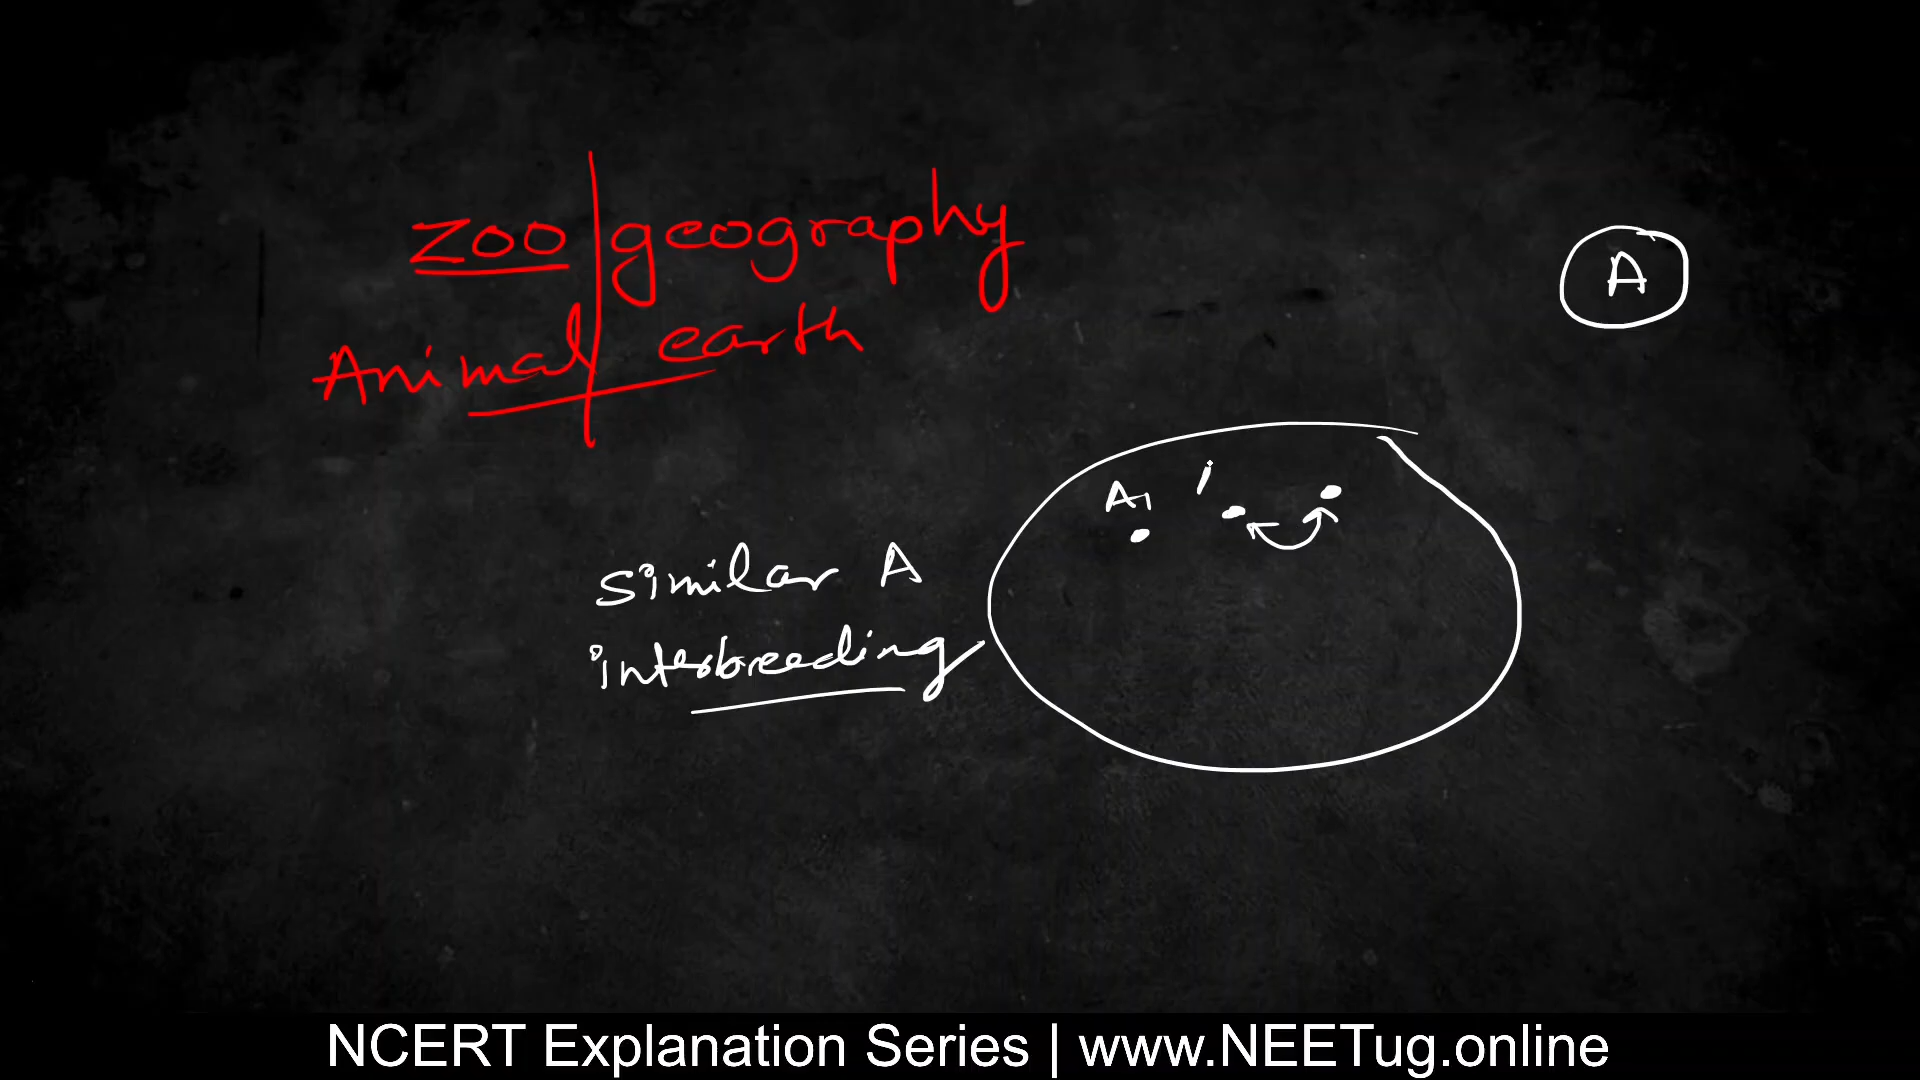 zoo geography
Animal earth
A
A1
similar A
interbreeding
NCERT Explanation Series | www.NEETug.online